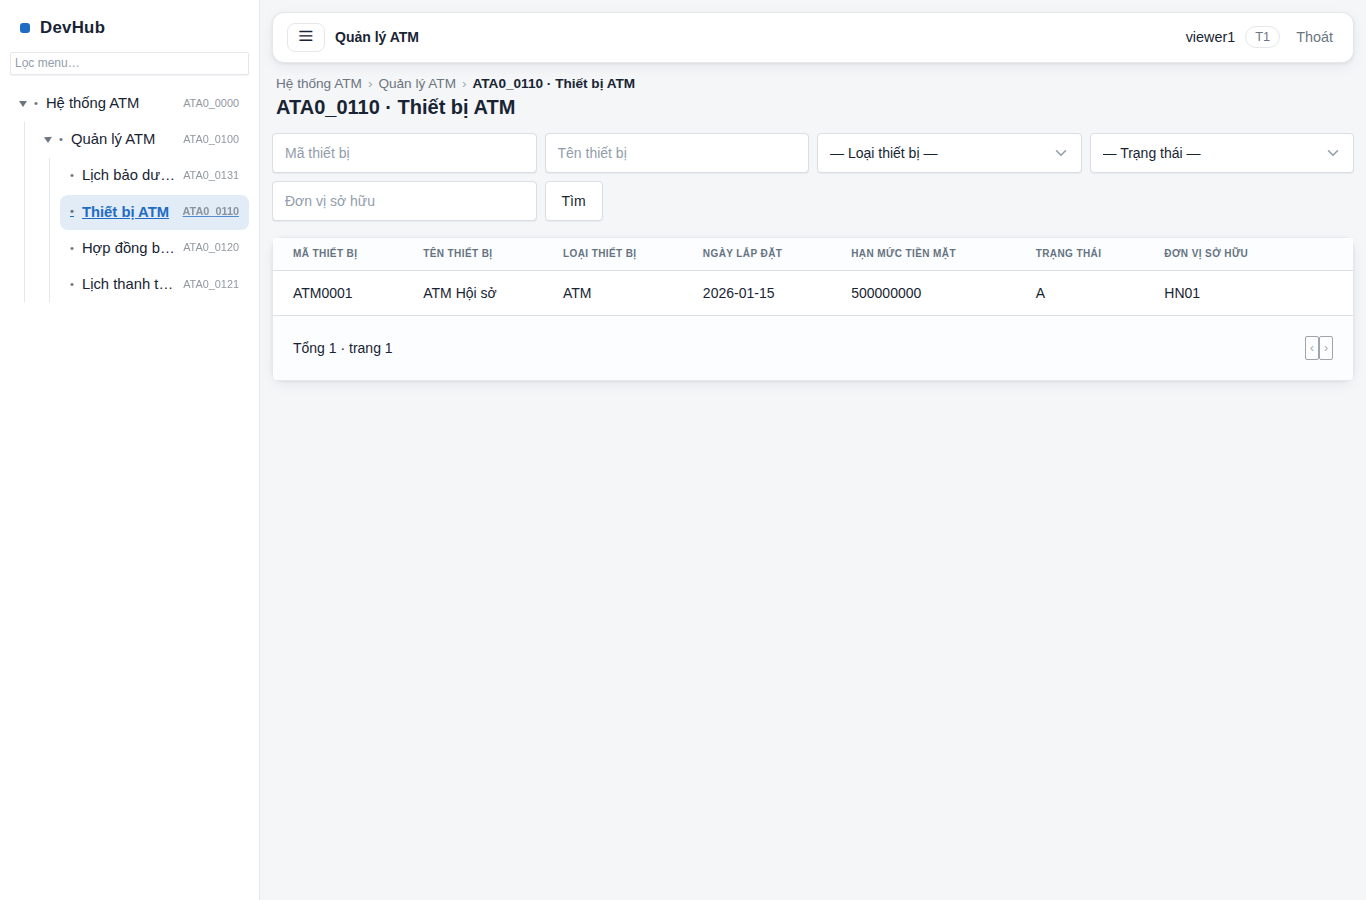 DevHub
Lọc menu…
Hệ thống ATM ATA0_0000
Quản lý ATM ATA0_0100
Lịch bảo dư… ATA0_0131
Thiết bị ATM ATA0_0110
Hợp đồng b… ATA0_0120
Lịch thanh t… ATA0_0121
Quản lý ATM
viewer1 T1 Thoát
Hệ thống ATM › Quản lý ATM › ATA0_0110 · Thiết bị ATM
ATA0_0110 · Thiết bị ATM
Mã thiết bị Tên thiết bị — Loại thiết bị — — Trạng thái —
Đơn vị sở hữu Tìm
MÃ THIẾT BỊ TÊN THIẾT BỊ LOẠI THIẾT BỊ NGÀY LẮP ĐẶT HẠN MỨC TIỀN MẶT TRẠNG THÁI ĐƠN VỊ SỞ HỮU
ATM0001 ATM Hội sở ATM 2026-01-15 500000000 A HN01
Tổng 1 · trang 1 ‹ ›